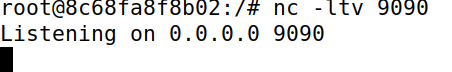 root@8c68fa8f8b02:/# nc -ltv 9090
Listening on 0.0.0.0 9090